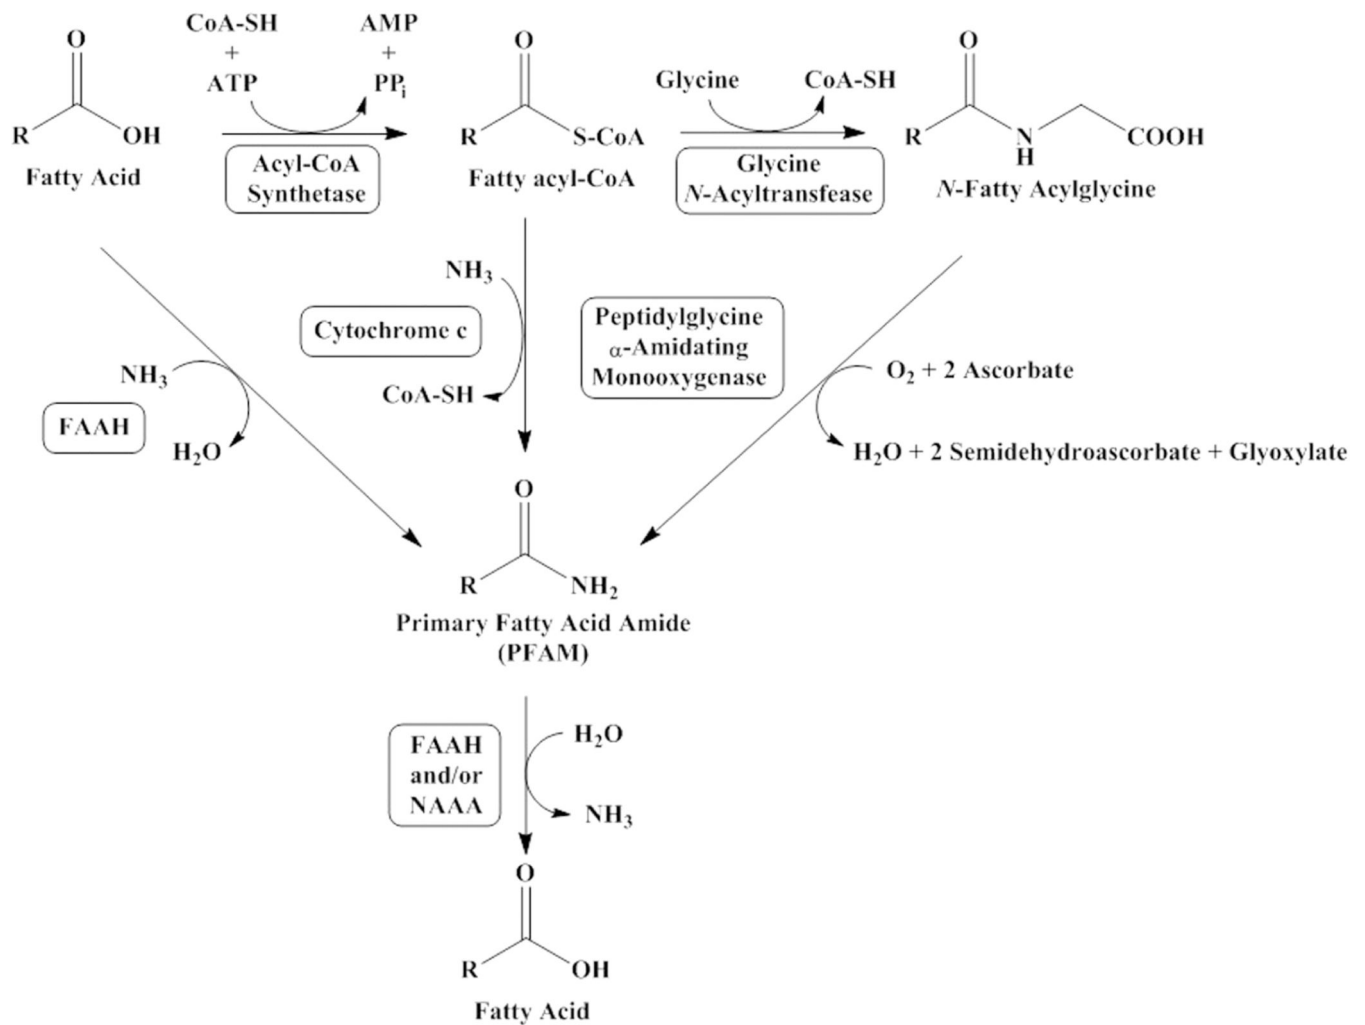 CoA-SH
+
ATP
AMP
+
PPi
O
R
OH
Fatty Acid
Acyl-CoA
Synthetase
O
R
S-CoA
Fatty acyl-CoA
Glycine
CoA-SH
Glycine
N-Acyltransfease
O
R
N
H
COOH
N-Fatty Acylglycine
NH3
FAAH
H2O
NH3
Cytochrome c
CoA-SH
Peptidylglycine
α-Amidating
Monooxygenase
O2 + 2 Ascorbate
H2O + 2 Semidehydroascorbate + Glyoxylate
O
R
NH2
Primary Fatty Acid Amide
(PFAM)
FAAH
and/or
NAAA
H2O
NH3
O
R
OH
Fatty Acid